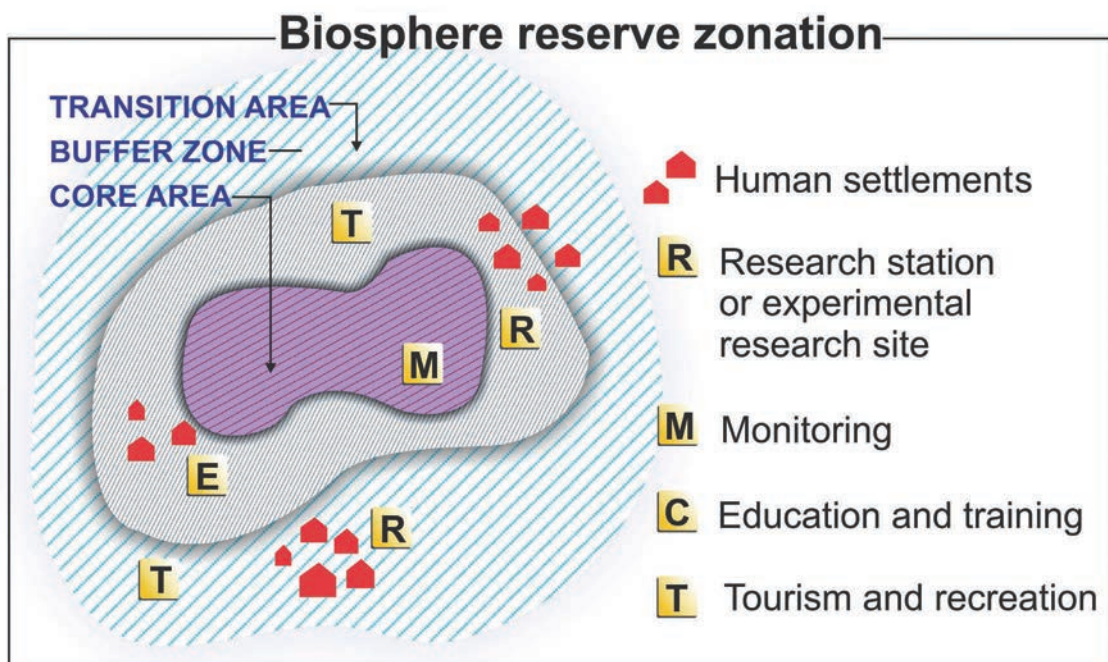 Biosphere reserve zonation
TRANSITION AREA
BUFFER ZONE
CORE AREA
T
R
M
E
R
T
Human settlements
R Research station
or experimental
research site
M Monitoring
C Education and training
T Tourism and recreation